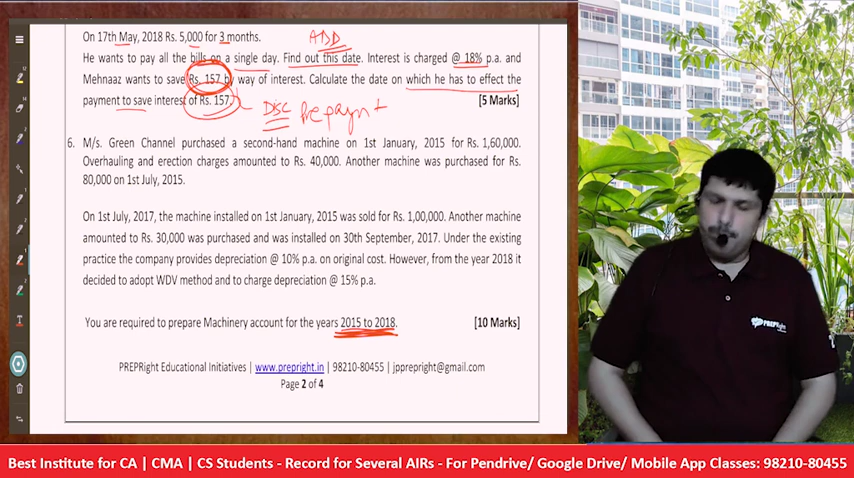 On 17th May, 2018 Rs. 5,000 for 3 months.
ADD
He wants to pay all the bills on a single day. Find out this date. Interest is charged @ 18% p.a. and
Mehnaaz wants to save Rs. 157 by way of interest. Calculate the date on which he has to effect the
payment to save interest of Rs. 157. [5 Marks]
Disc Prepaymt
6. M/s. Green Channel purchased a second-hand machine on 1st January, 2015 for Rs. 1,60,000.
Overhauling and erection charges amounted to Rs. 40,000. Another machine was purchased for Rs.
80,000 on 1st July, 2015.
On 1st July, 2017, the machine installed on 1st January, 2015 was sold for Rs. 1,00,000. Another machine
amounted to Rs. 30,000 was purchased and was installed on 30th September, 2017. Under the existing
practice the company provides depreciation @ 10% p.a. on original cost. However, from the year 2018 it
decided to adopt WDV method and to charge depreciation @ 15% p.a.
You are required to prepare Machinery account for the years 2015 to 2018. [10 Marks]
PREPRight Educational Initiatives | www.prepright.in | 98210-80455 | jpprepright@gmail.com
Page 2 of 4
PREPRight
Best Institute for CA | CMA | CS Students - Record for Several AIRs - For Pendrive/ Google Drive/ Mobile App Classes: 98210-80455